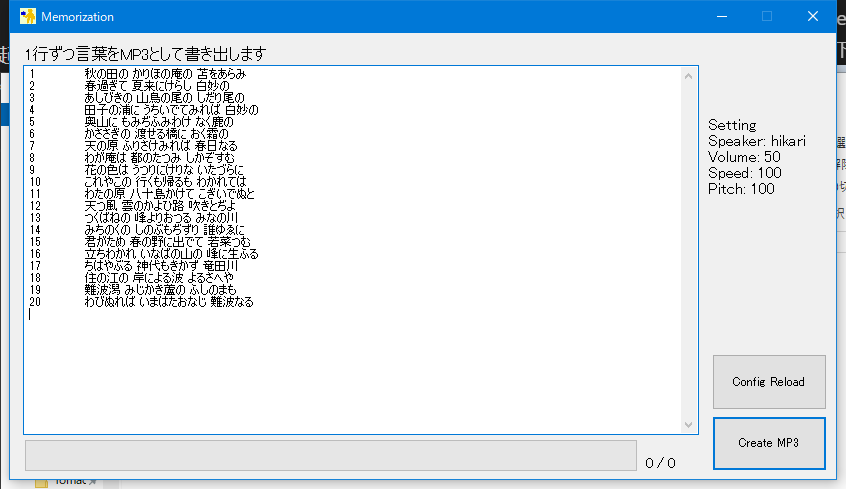 Memorization
1行ずつ言葉をMP3として書き出します
1 秋の田の かりほの庵の 苫をあらみ
2 春過ぎて 夏来にけらし 白妙の
3 あしびきの 山鳥の尾の しだり尾の
4 田子の浦に うちいでてみれば 白妙の
5 奥山に もみぢふみわけ なく鹿の
6 かささぎの 渡せる橋に おく霜の
7 天の原 ふりさけみれば 春日なる
8 わが庵は 都のたつみ しかぞすむ
9 花の色は うつりにけりな いたづらに
10 これやこの 行くも帰るも わかれては
11 わたの原 八十島かけて こぎいでぬと
12 天つ風 雲のかよひ路 吹きとぢよ
13 つくばねの 峰よりおつる みなの川
14 みちのくの しのぶもぢずり 誰ゆゑに
15 君がため 春の野に出でて 若菜つむ
16 立ちわかれ いなばの山の 峰に生ふる
17 ちはやぶる 神代もきかず 竜田川
18 住の江の 岸による波 よるさへや
19 難波潟 みじかき蘆の ふしのまも
20 わびぬれば いまはたおなじ 難波なる
Setting
Speaker: hikari
Volume: 50
Speed: 100
Pitch: 100
Config Reload
Create MP3
0 / 0